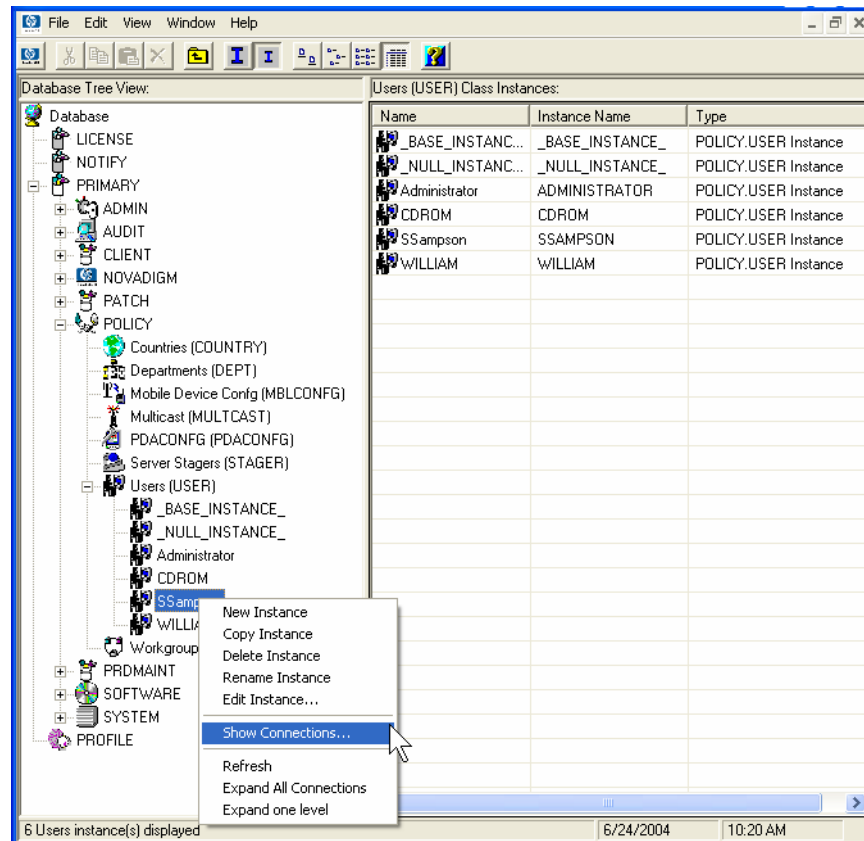 File Edit View Window Help
Database Tree View:
Users (USER) Class Instances:
Database
LICENSE
NOTIFY
PRIMARY
ADMIN
AUDIT
CLIENT
NOVADIGM
PATCH
POLICY
Countries (COUNTRY)
Departments (DEPT)
Mobile Device Confg (MBLCONFG)
Multicast (MULTCAST)
PDACONFG (PDACONFG)
Server Stagers (STAGER)
Users (USER)
_BASE_INSTANCE_
_NULL_INSTANCE_
Administrator
CDROM
SSamp
WILLIA
Workgroup
PRDMAINT
SOFTWARE
SYSTEM
PROFILE
Name Instance Name Type
_BASE_INSTANC... _BASE_INSTANCE_ POLICY.USER Instance
_NULL_INSTANC... _NULL_INSTANCE_ POLICY.USER Instance
Administrator ADMINISTRATOR POLICY.USER Instance
CDROM CDROM POLICY.USER Instance
SSampson SSAMPSON POLICY.USER Instance
WILLIAM WILLIAM POLICY.USER Instance
New Instance
Copy Instance
Delete Instance
Rename Instance
Edit Instance...
Show Connections...
Refresh
Expand All Connections
Expand one level
6 Users instance(s) displayed 6/24/2004 10:20 AM